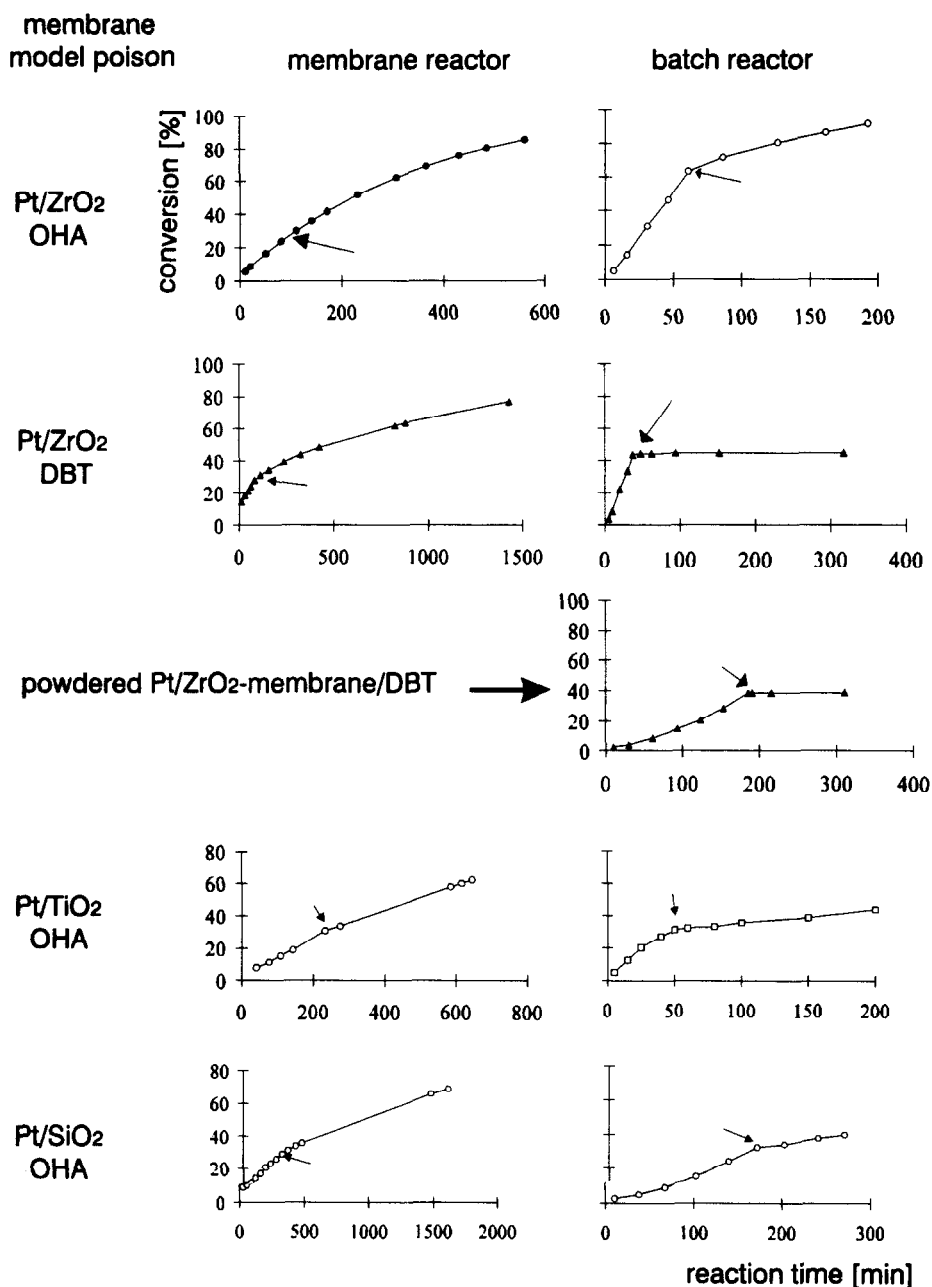 membrane
model poison
membrane reactor
batch reactor
conversion [%]
Pt/ZrO2
OHA
100
80
60
40
20
0
0 200 400 600
0 50 100 150 200
Pt/ZrO2
DBT
100
80
60
40
20
0
0 500 1000 1500
0 100 200 300 400
powdered Pt/ZrO2-membrane/DBT
100
80
60
40
20
0
0 100 200 300 400
Pt/TiO2
OHA
80
60
40
20
0
0 200 400 600 800
0 50 100 150 200
Pt/SiO2
OHA
80
60
40
20
0
0 500 1000 1500 2000
0 100 200 300
reaction time [min]